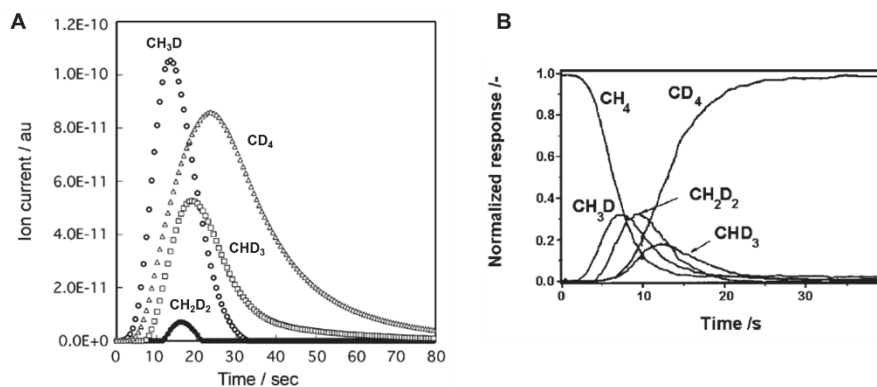 A
1.2E-10
1.0E-10
8.0E-11
6.0E-11
4.0E-11
2.0E-11
0.0E+0
Ion current / au
CH₃D
CD₄
CHD₃
CH₂D₂
0 10 20 30 40 50 60 70 80
Time / sec
B
1.0
0.8
0.6
0.4
0.2
0.0
Normalized response /-
CH₄
CD₄
CH₃D
CH₂D₂
CHD₃
0 10 20 30
Time /s